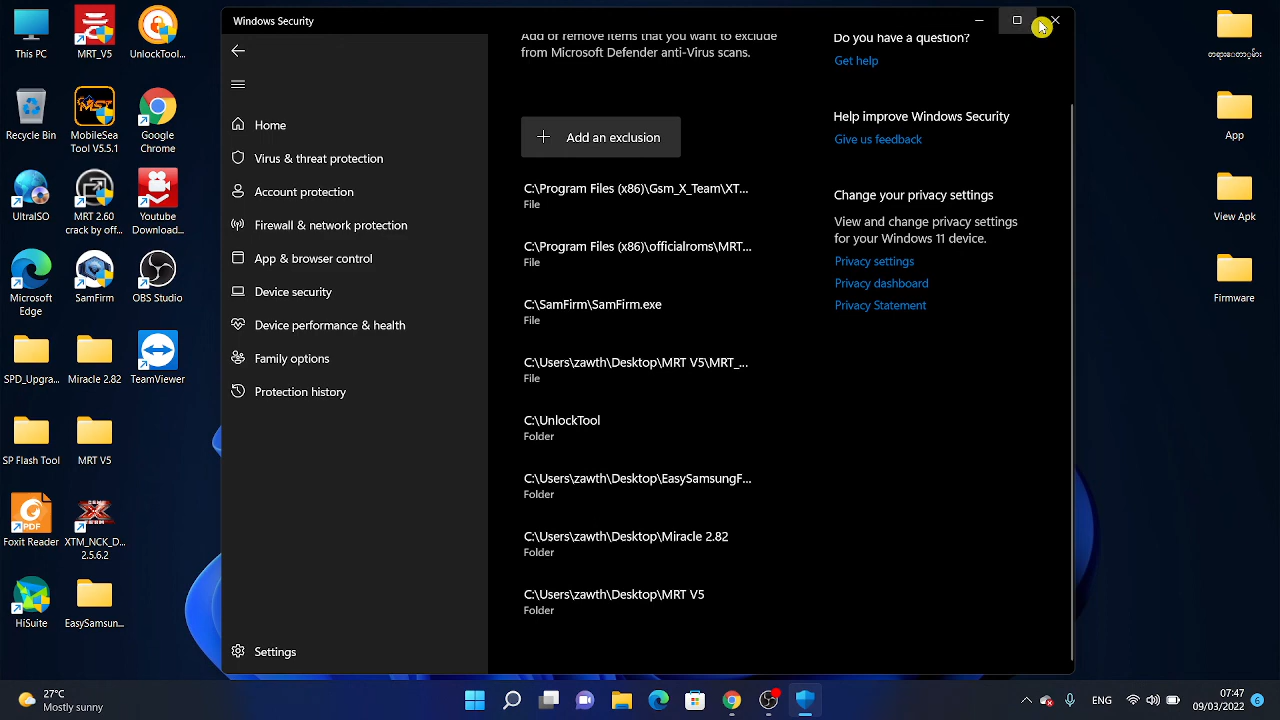 Windows Security
Add or remove items that you want to exclude
from Microsoft Defender anti-Virus scans.
Add an exclusion
C:\Program Files (x86)\Gsm_X_Team\XT...
File
C:\Program Files (x86)\officialroms\MRT...
File
C:\SamFirm\SamFirm.exe
File
C:\Users\zawth\Desktop\MRT V5\MRT_...
File
C:\UnlockTool
Folder
C:\Users\zawth\Desktop\EasySamsungF...
Folder
C:\Users\zawth\Desktop\Miracle 2.82
Folder
C:\Users\zawth\Desktop\MRT V5
Folder
Do you have a question?
Get help
Help improve Windows Security
Give us feedback
Change your privacy settings
View and change privacy settings
for your Windows 11 device.
Privacy settings
Privacy dashboard
Privacy Statement
Home
Virus & threat protection
Account protection
Firewall & network protection
App & browser control
Device security
Device performance & health
Family options
Protection history
Settings
This PC
MRT_V5
UnlockTool...
Recycle Bin
MobileSea
Tool V5.5.1
Google
Chrome
UltraISO
MRT 2.60
crack by off...
Youtube
Download...
Microsoft
Edge
SamFirm
OBS Studio
SPD_Upgra...
Miracle 2.82
TeamViewer
SP Flash Tool
MRT V5
PDF
Foxit Reader
XTM_NCK_D...
2.5.6.2
HiSuite
EasySamsun...
App
View Apk
Firmware
27°C
Mostly sunny
ENG
07:47
09/03/2022
6